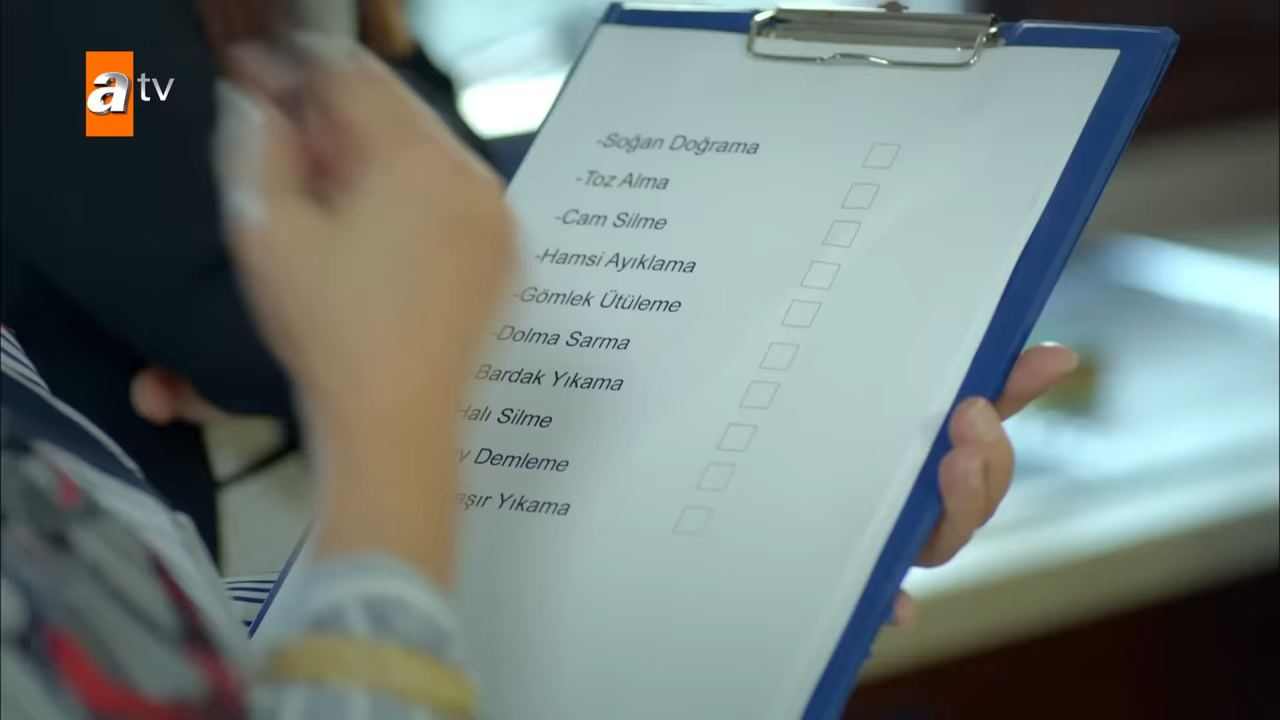 atv
-Soğan Doğrama
-Toz Alma
-Cam Silme
-Hamsi Ayıklama
-Gömlek Ütüleme
-Dolma Sarma
Bardak Yıkama
Halı Silme
Demleme
Yıkama